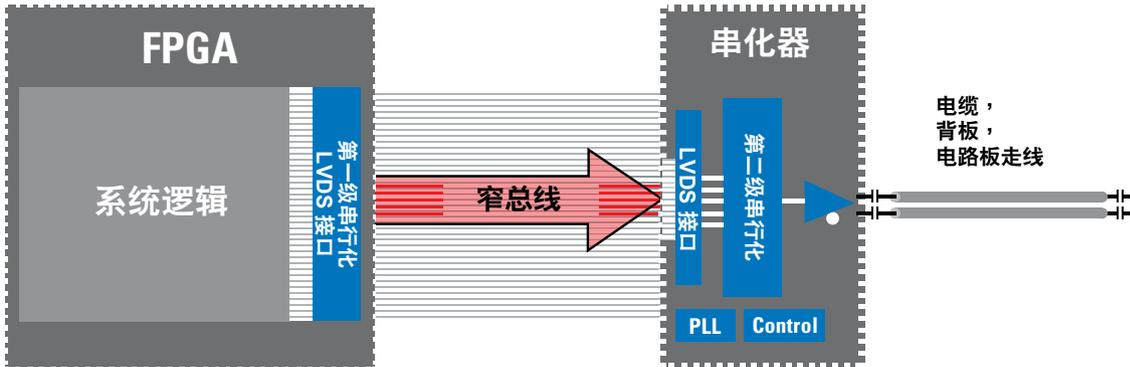 FPGA
系统逻辑
第一级串行化
LVDS 接口
窄总线
串化器
LVDS 接口
第二级串行化
PLL
Control
电缆，
背板，
电路板走线